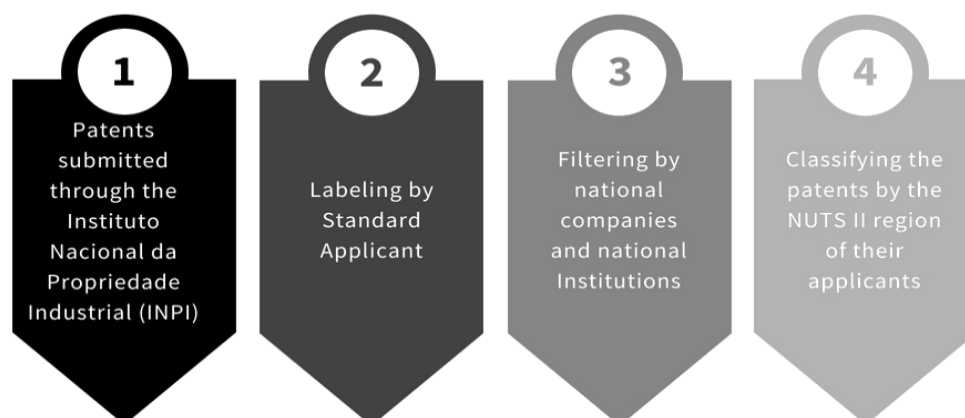 1
Patents
submitted
through the
Instituto
Nacional da
Propriedade
Industrial (INPI)
2
Labeling by
Standard
Applicant
3
Filtering by
national
companies
and national
Institutions
4
Classifying the
patents by the
NUTS II region
of their
applicants